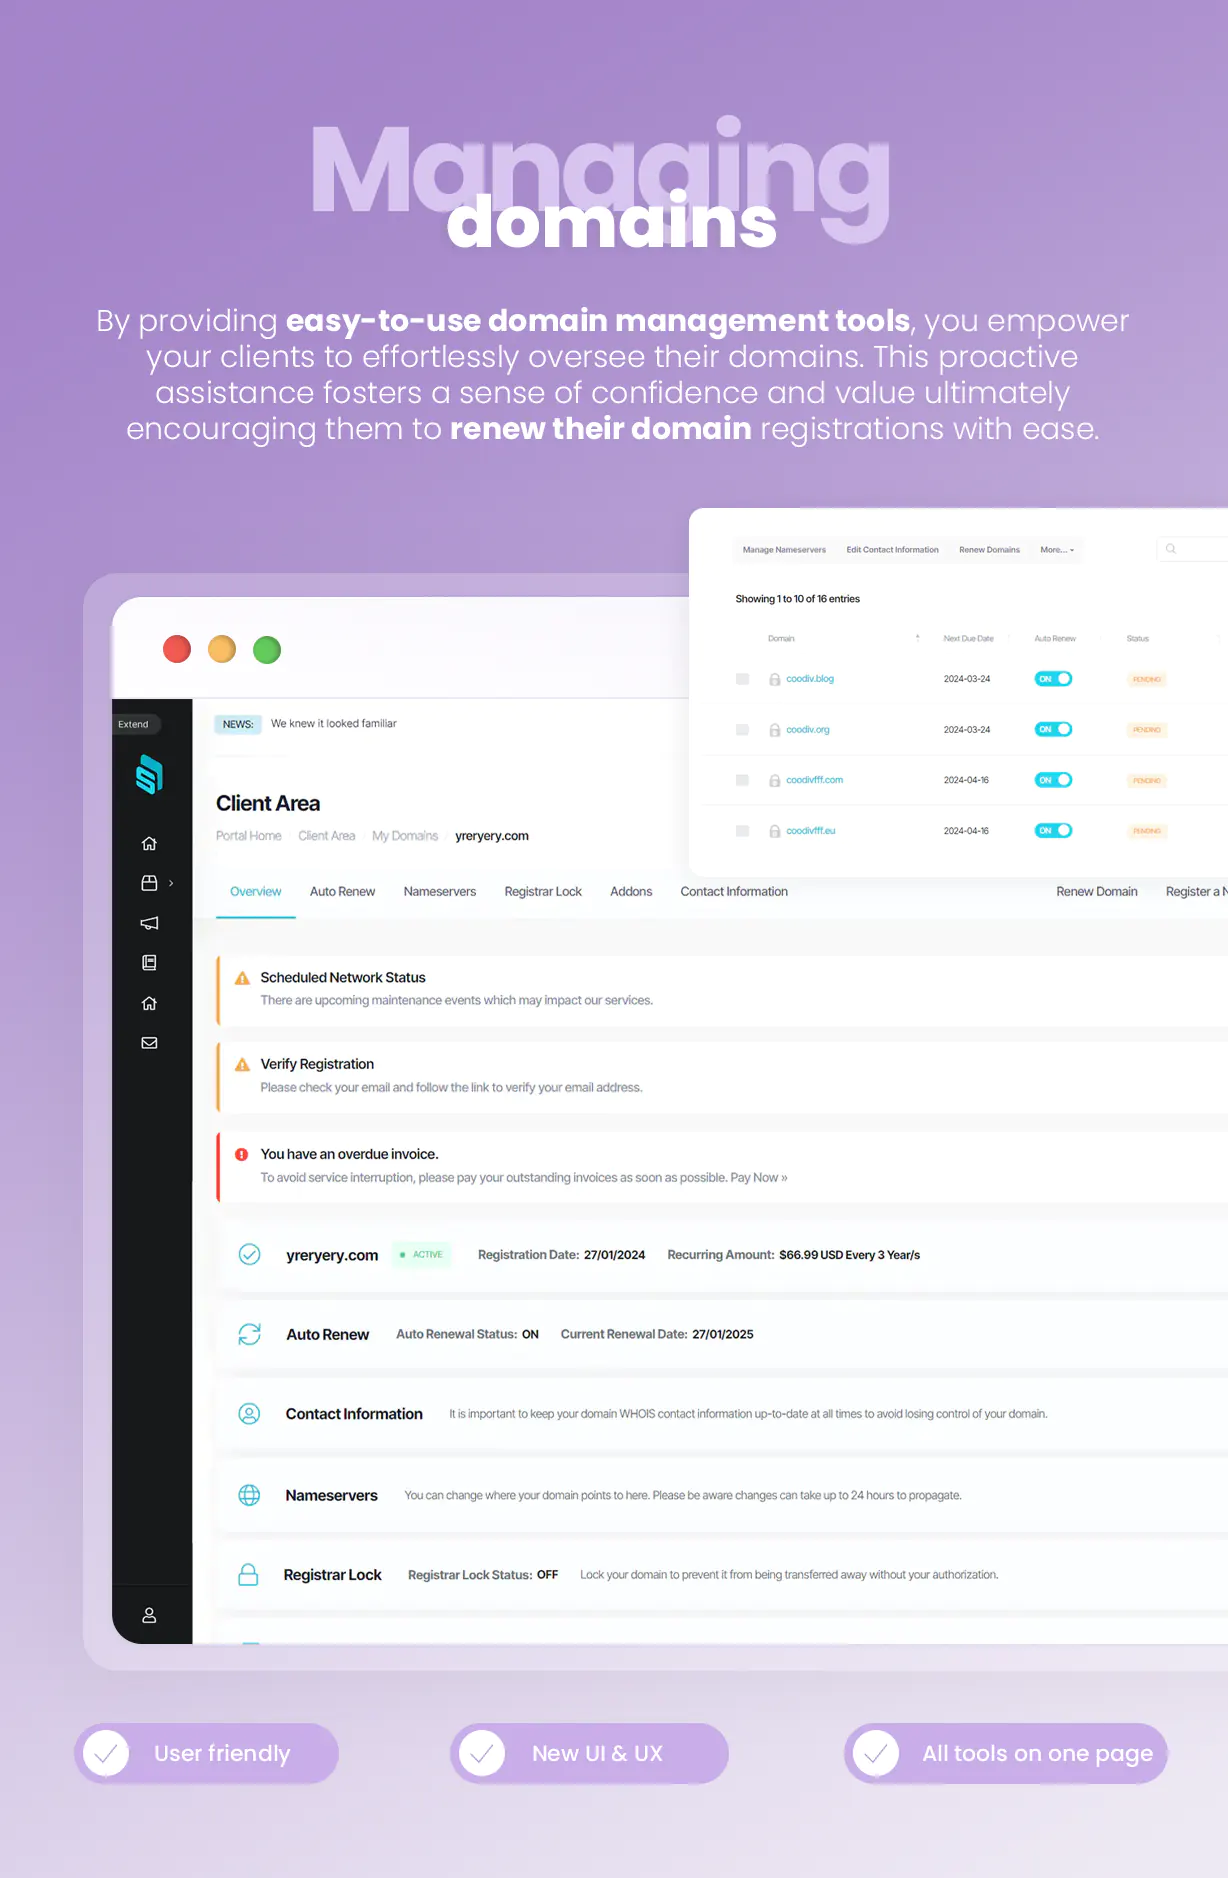 Managing
domains
By providing easy-to-use domain management tools, you empower
your clients to effortlessly oversee their domains. This proactive
assistance fosters a sense of confidence and value ultimately
encouraging them to renew their domain registrations with ease.
Manage Nameservers Edit Contact Information Renew Domains More...
Showing 1 to 10 of 16 entries
Domain Next Due Date Auto Renew Status
coodiv.blog 2024-03-24 ON PENDING
coodiv.org 2024-03-24 ON PENDING
coodivfff.com 2024-04-16 ON PENDING
coodivfff.eu 2024-04-16 ON PENDING
Extend
NEWS: We knew it looked familiar
Client Area
Portal Home Client Area My Domains yreryery.com
Overview Auto Renew Nameservers Registrar Lock Addons Contact Information Renew Domain Register a N
Scheduled Network Status
There are upcoming maintenance events which may impact our services.
Verify Registration
Please check your email and follow the link to verify your email address.
You have an overdue invoice.
To avoid service interruption, please pay your outstanding invoices as soon as possible. Pay Now »
yreryery.com ACTIVE Registration Date: 27/01/2024 Recurring Amount: $66.99 USD Every 3 Year/s
Auto Renew Auto Renewal Status: ON Current Renewal Date: 27/01/2025
Contact Information It is important to keep your domain WHOIS contact information up-to-date at all times to avoid losing control of your domain.
Nameservers You can change where your domain points to here. Please be aware changes can take up to 24 hours to propagate.
Registrar Lock Registrar Lock Status: OFF Lock your domain to prevent it from being transferred away without your authorization.
User friendly
New UI & UX
All tools on one page